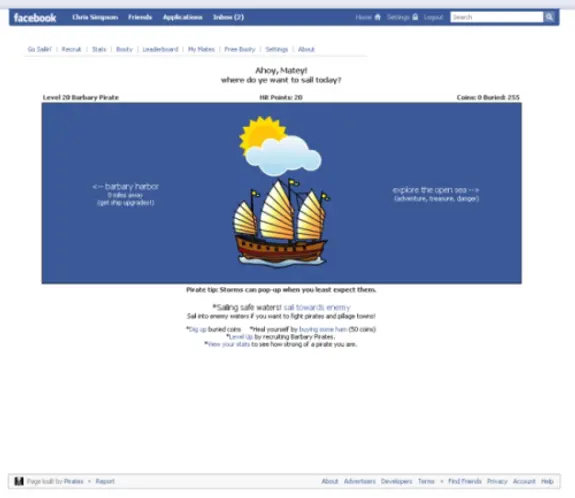 facebook Chris Simpson Friends Applications Inbox (2) Home Settings Logout Search
Go Sailin'! | Recruit | Stats | Booty | Leaderboard | My Mates | Free Booty | Settings | About
Ahoy, Matey!
where do ye want to sail today?
Level 20 Barbary Pirate Hit Points: 20 Coins: 0 Buried: 255
<-- barbary harbor
0 miles away
(get ship upgrades!)
explore the open sea -->
(adventure, treasure, danger)
Pirate tip: Storms can pop-up when you least expect them.
*Sailing safe waters! sail towards enemy
Sail into enemy waters if you want to fight pirates and pillage towns!
*Dig up buried coins *Heal yourself by buying some ham (50 coins)
*Level Up by recruiting Barbary Pirates.
*View your stats to see how strong of a pirate you are.
Page built by Pirates • Report About Advertisers Developers Terms • Find Friends Privacy Account Help